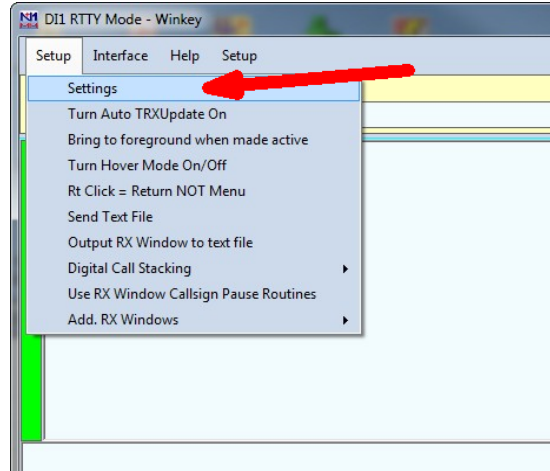 N1
MM
DI1 RTTY Mode - Winkey
Setup Interface Help Setup
Settings
Turn Auto TRXUpdate On
Bring to foreground when made active
Turn Hover Mode On/Off
Rt Click = Return NOT Menu
Send Text File
Output RX Window to text file
Digital Call Stacking
Use RX Window Callsign Pause Routines
Add. RX Windows